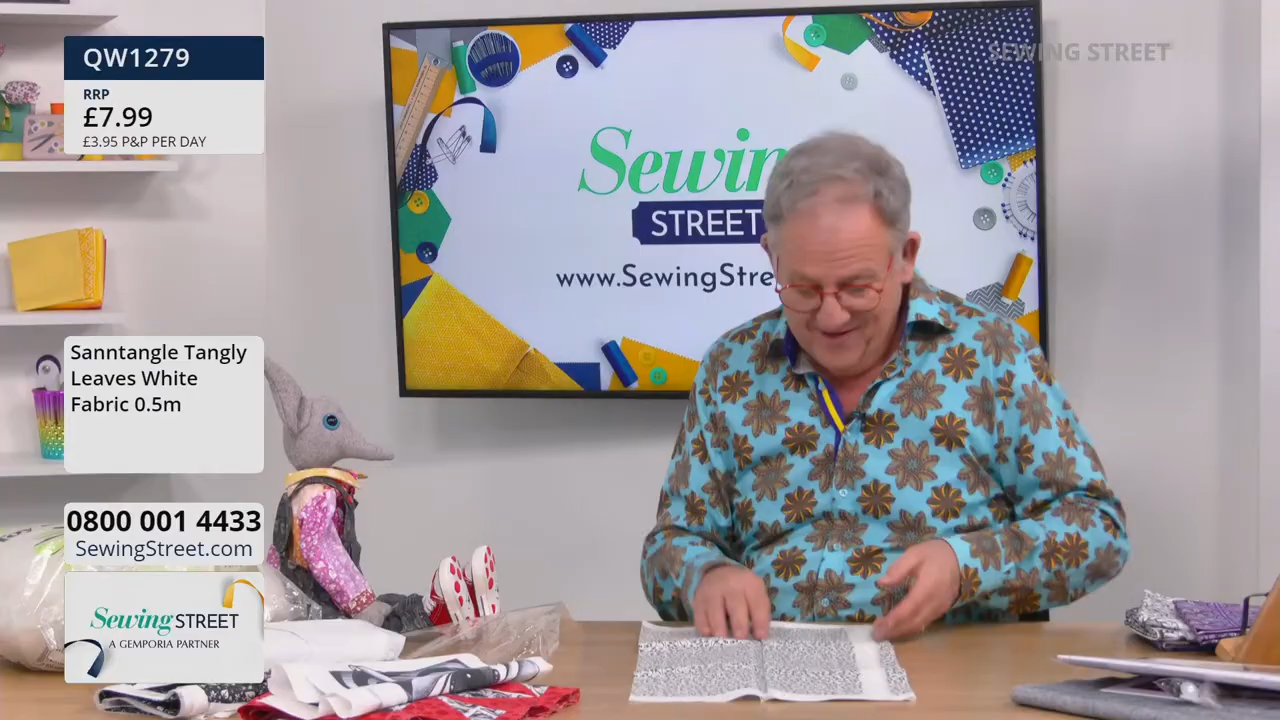 QW1279
RRP
£7.99
£3.95 P&P PER DAY
Sanntangle Tangly
Leaves White
Fabric 0.5m
0800 001 4433
SewingStreet.com
Sewing STREET
A GEMPORIA PARTNER
SEWING STREET
Sewin
STREET
www.SewingStre